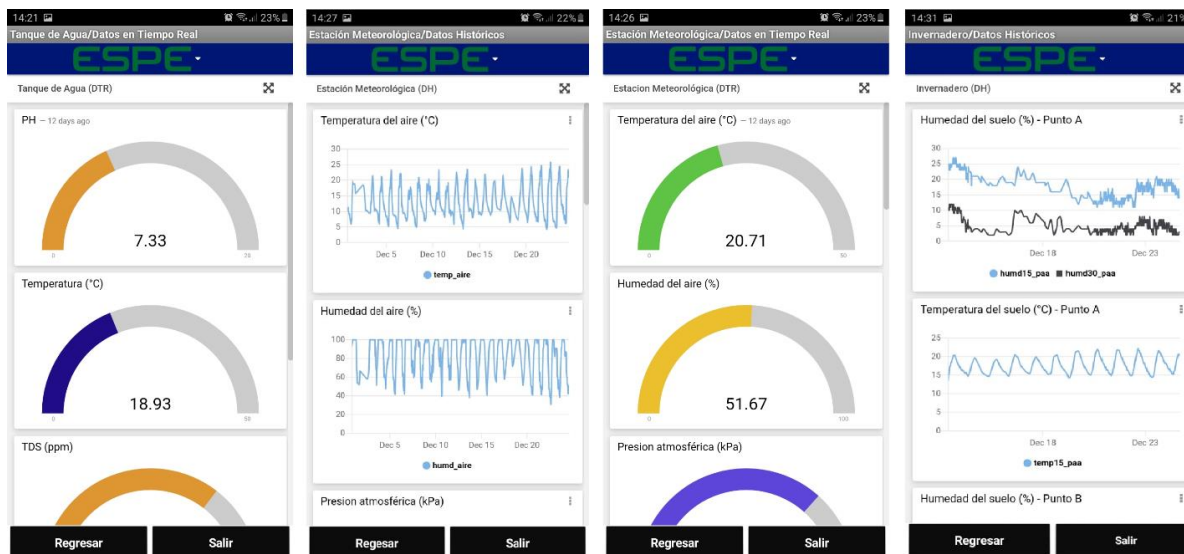 14:21 23%
Tanque de Agua/Datos en Tiempo Real
ESPE
Tanque de Agua (DTR)
PH – 12 days ago
7.33
0 20
Temperatura (°C)
18.93
0 50
TDS (ppm)
Regresar Salir
14:27 22%
Estación Meteorológica/Datos Históricos
ESPE
Estación Meteorológica (DH)
Temperatura del aire (°C)
30
25
20
15
10
5
0
Dec 5 Dec 10 Dec 15 Dec 20
temp_aire
Humedad del aire (%)
100
80
60
40
20
0
Dec 5 Dec 10 Dec 15 Dec 20
humd_aire
Presion atmosférica (kPa)
Regesar Salir
14:26 23%
Estación Meteorológica/Datos en Tiempo Real
ESPE
Estacion Meteorológica (DTR)
Temperatura del aire (°C) – 12 days ago
20.71
0 50
Humedad del aire (%)
51.67
0 100
Presion atmosférica (kPa)
Regresar Salir
14:31 21%
Invernadero/Datos Históricos
ESPE
Invernadero (DH)
Humedad del suelo (%) - Punto A
30
25
20
15
10
5
0
Dec 18 Dec 23
humd15_paa humd30_paa
Temperatura del suelo (°C) - Punto A
25
20
15
10
5
0
Dec 18 Dec 23
temp15_paa
Humedad del suelo (%) - Punto B
Regresar Salir